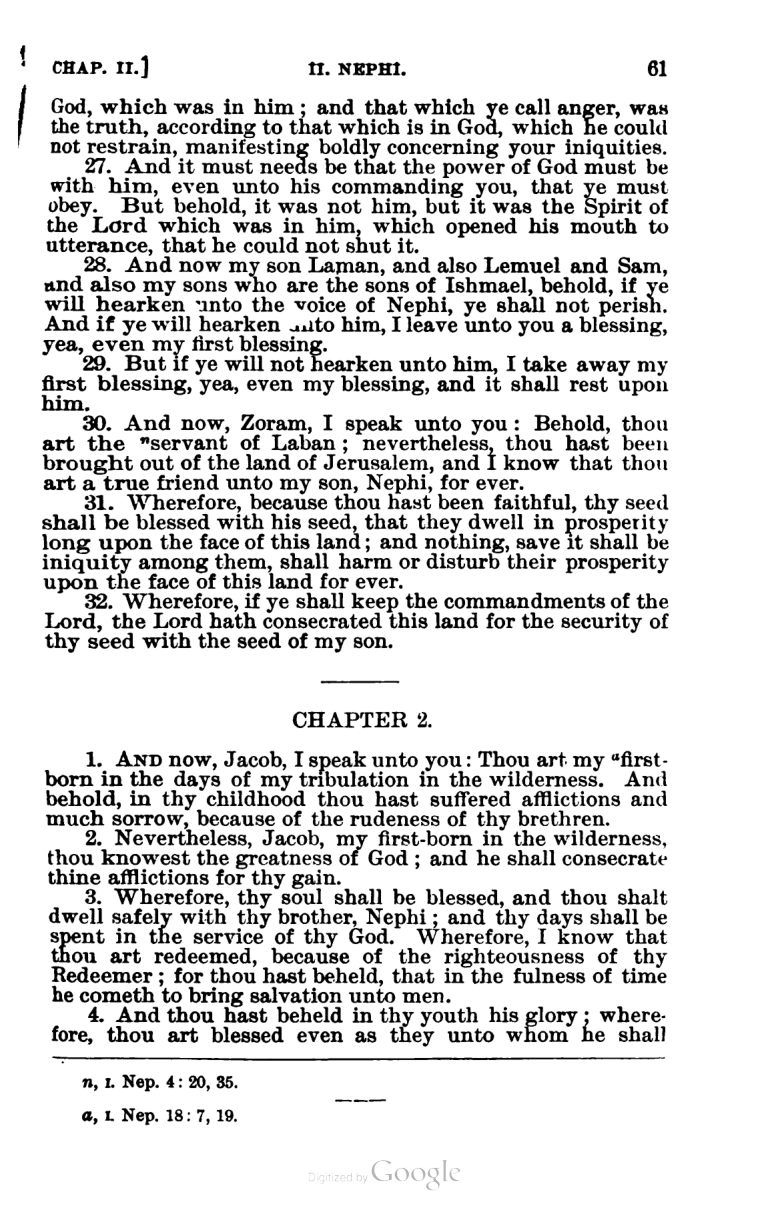 CHAP. II.] II. NEPHI. 61
God, which was in him ; and that which ye call anger, was
the truth, according to that which is in God, which he could
not restrain, manifesting boldly concerning your iniquities.
27. And it must needs be that the power of God must be
with him, even unto his commanding you, that ye must
obey. But behold, it was not him, but it was the Spirit of
the Lord which was in him, which opened his mouth to
utterance, that he could not shut it.
28. And now my son Laman, and also Lemuel and Sam,
and also my sons who are the sons of Ishmael, behold, if ye
will hearken unto the voice of Nephi, ye shall not perish.
And if ye will hearken unto him, I leave unto you a blessing,
yea, even my first blessing.
29. But if ye will not hearken unto him, I take away my
first blessing, yea, even my blessing, and it shall rest upon
him.
30. And now, Zoram, I speak unto you : Behold, thou
art the ⁿservant of Laban ; nevertheless, thou hast been
brought out of the land of Jerusalem, and I know that thou
art a true friend unto my son, Nephi, for ever.
31. Wherefore, because thou hast been faithful, thy seed
shall be blessed with his seed, that they dwell in prosperity
long upon the face of this land ; and nothing, save it shall be
iniquity among them, shall harm or disturb their prosperity
upon the face of this land for ever.
32. Wherefore, if ye shall keep the commandments of the
Lord, the Lord hath consecrated this land for the security of
thy seed with the seed of my son.
CHAPTER 2.
1. AND now, Jacob, I speak unto you : Thou art my ᵃfirst-
born in the days of my tribulation in the wilderness. And
behold, in thy childhood thou hast suffered afflictions and
much sorrow, because of the rudeness of thy brethren.
2. Nevertheless, Jacob, my first-born in the wilderness,
thou knowest the greatness of God ; and he shall consecrate
thine afflictions for thy gain.
3. Wherefore, thy soul shall be blessed, and thou shalt
dwell safely with thy brother, Nephi ; and thy days shall be
spent in the service of thy God. Wherefore, I know that
thou art redeemed, because of the righteousness of thy
Redeemer ; for thou hast beheld, that in the fulness of time
he cometh to bring salvation unto men.
4. And thou hast beheld in thy youth his glory ; where-
fore, thou art blessed even as they unto whom he shall
n, I. Nep. 4 : 20, 35.
a, I. Nep. 18 : 7, 19.
Digitized by Google